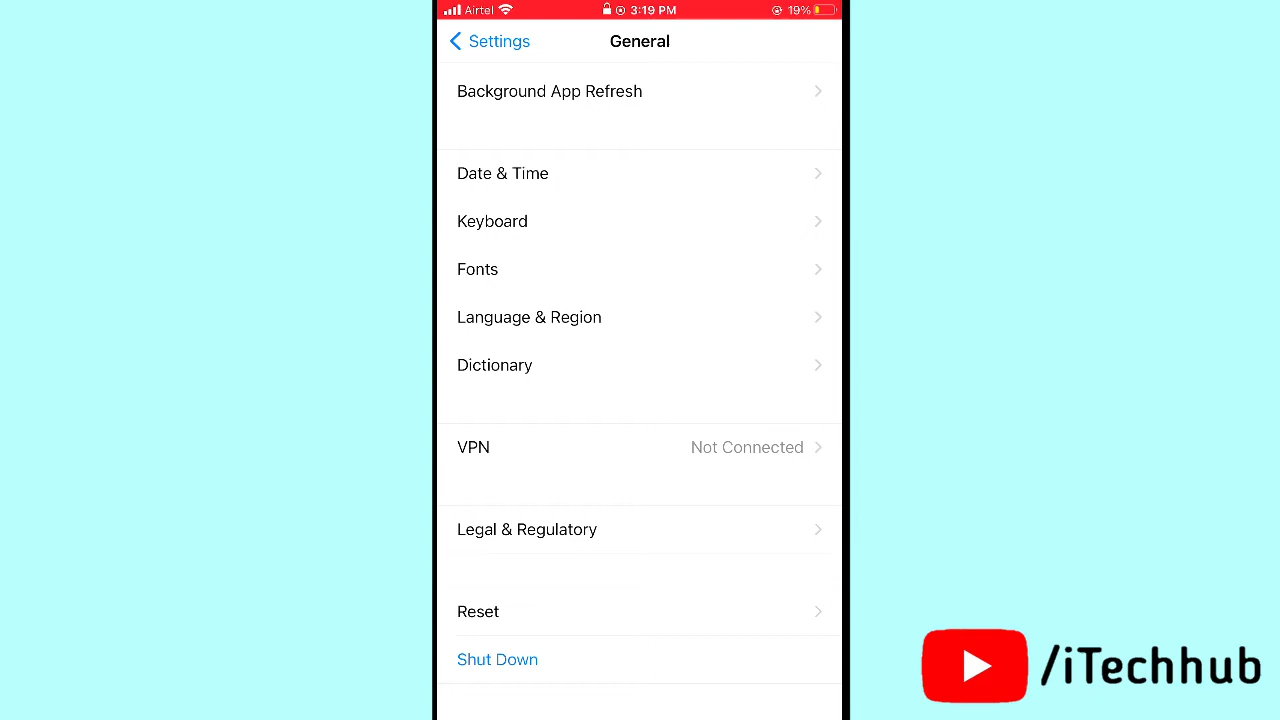 Airtel 3:19 PM 19%
Settings General
Background App Refresh
Date & Time
Keyboard
Fonts
Language & Region
Dictionary
VPN Not Connected
Legal & Regulatory
Reset
Shut Down
/iTechhub